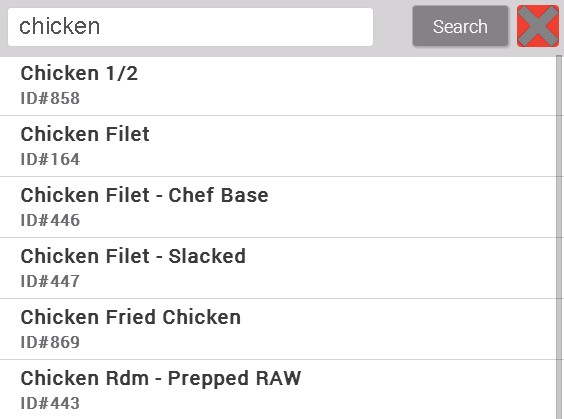 chicken
Search
Chicken 1/2
ID#858
Chicken Filet
ID#164
Chicken Filet - Chef Base
ID#446
Chicken Filet - Slacked
ID#447
Chicken Fried Chicken
ID#869
Chicken Rdm - Prepped RAW
ID#443